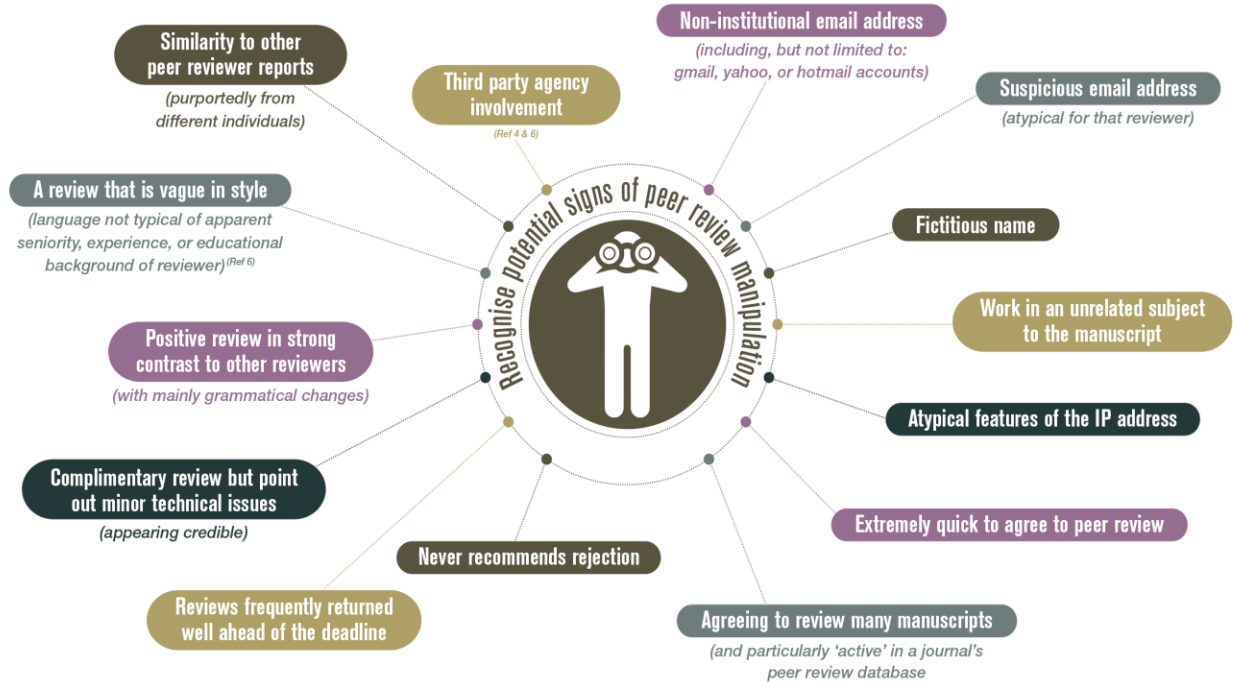 Recognise potential signs of peer review manipulation
Non-institutional email address
(including, but not limited to:
gmail, yahoo, or hotmail accounts)
Suspicious email address
(atypical for that reviewer)
Fictitious name
Work in an unrelated subject
to the manuscript
Atypical features of the IP address
Extremely quick to agree to peer review
Agreeing to review many manuscripts
(and particularly ‘active’ in a journal’s
peer review database
Never recommends rejection
Reviews frequently returned
well ahead of the deadline
Complimentary review but point
out minor technical issues
(appearing credible)
Positive review in strong
contrast to other reviewers
(with mainly grammatical changes)
A review that is vague in style
(language not typical of apparent
seniority, experience, or educational
background of reviewer)(Ref 6)
Similarity to other
peer reviewer reports
(purportedly from
different individuals)
Third party agency
involvement
(Ref 4 & 6)